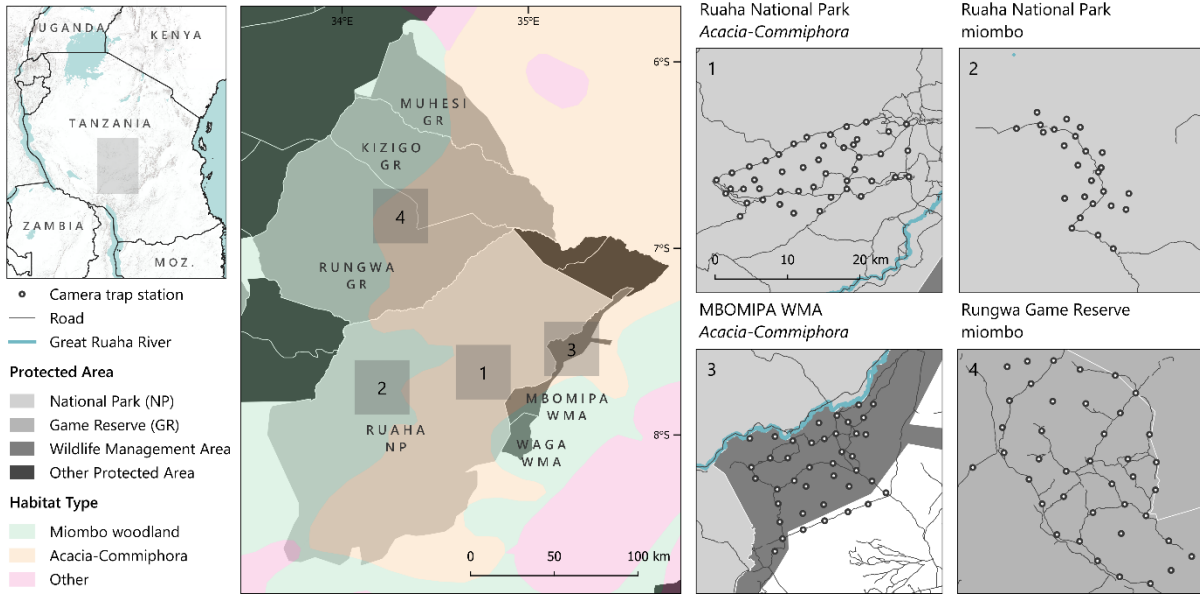 UGANDA
KENYA
TANZANIA
ZAMBIA
MOZ.
Camera trap station
Road
Great Ruaha River
Protected Area
National Park (NP)
Game Reserve (GR)
Wildlife Management Area
Other Protected Area
Habitat Type
Miombo woodland
Acacia-Commiphora
Other
34°E
35°E
6°S
7°S
8°S
MUHESI
GR
KIZIGO
GR
4
RUNGWA
GR
3
1
2
MBOMIPA
WMA
RUAHA
NP
WAGA
WMA
0 50 100 km
Ruaha National Park
Acacia-Commiphora
1
0 10 20 km
Ruaha National Park
miombo
2
MBOMIPA WMA
Acacia-Commiphora
3
Rungwa Game Reserve
miombo
4